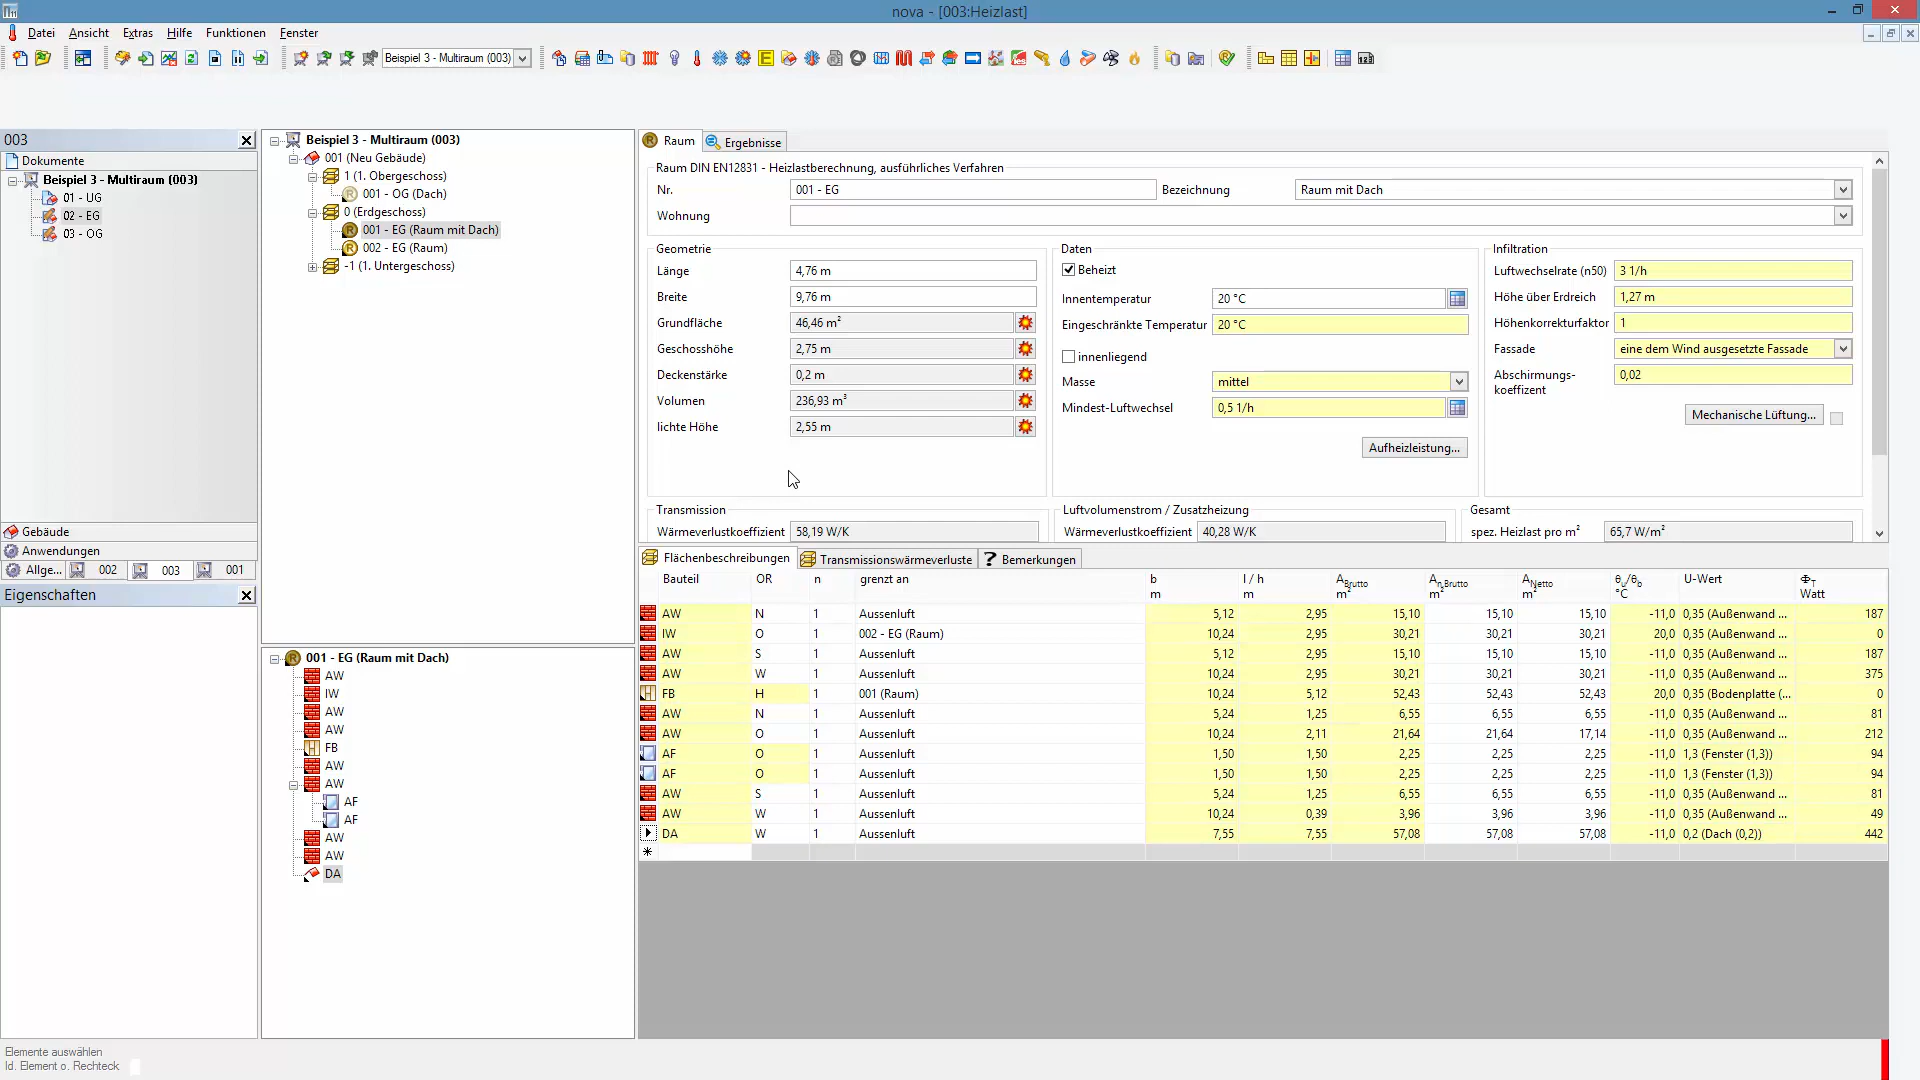 nova - [003:Heizlast]
Datei Ansicht Extras Hilfe Funktionen Fenster
Beispiel 3 - Multiraum (003)
003
Dokumente
Beispiel 3 - Multiraum (003)
01 - UG
02 - EG
03 - OG
Gebäude
Anwendungen
Allge... 002 003 001
Eigenschaften
Beispiel 3 - Multiraum (003)
001 (Neu Gebäude)
1 (1. Obergeschoss)
001 - OG (Dach)
0 (Erdgeschoss)
001 - EG (Raum mit Dach)
002 - EG (Raum)
-1 (1. Untergeschoss)
001 - EG (Raum mit Dach)
AW
IW
AW
AW
FB
AW
AW
AF
AF
AW
AW
DA
Raum Ergebnisse
Raum DIN EN12831 - Heizlastberechnung, ausführliches Verfahren
Nr. 001 - EG Bezeichnung Raum mit Dach
Wohnung
Geometrie
Länge 4,76 m
Breite 9,76 m
Grundfläche 46,46 m²
Geschosshöhe 2,75 m
Deckenstärke 0,2 m
Volumen 236,93 m³
lichte Höhe 2,55 m
Daten
Beheizt
Innentemperatur 20 °C
Eingeschränkte Temperatur 20 °C
innenliegend
Masse mittel
Mindest-Luftwechsel 0,5 1/h
Aufheizleistung...
Infiltration
Luftwechselrate (n50) 3 1/h
Höhe über Erdreich 1,27 m
Höhenkorrekturfaktor 1
Fassade eine dem Wind ausgesetzte Fassade
Abschirmungs- 0,02
koeffizent
Mechanische Lüftung...
Transmission
Wärmeverlustkoeffizient 58,19 W/K
Luftvolumenstrom / Zusatzheizung
Wärmeverlustkoeffizient 40,28 W/K
Gesamt
spez. Heizlast pro m² 65,7 W/m²
Flächenbeschreibungen Transmissionswärmeverluste ? Bemerkungen
Bauteil OR n grenzt an b l / h A Brutto A n,Brutto A Netto θu/θb U-Wert ΦT
m m m² m² m² °C Watt
AW N 1 Aussenluft 5,12 2,95 15,10 15,10 15,10 -11,0 0,35 (Außenwand ... 187
IW O 1 002 - EG (Raum) 10,24 2,95 30,21 30,21 30,21 20,0 0,35 (Außenwand ... 0
AW S 1 Aussenluft 5,12 2,95 15,10 15,10 15,10 -11,0 0,35 (Außenwand ... 187
AW W 1 Aussenluft 10,24 2,95 30,21 30,21 30,21 -11,0 0,35 (Außenwand ... 375
FB H 1 001 (Raum) 10,24 5,12 52,43 52,43 52,43 20,0 0,35 (Bodenplatte (... 0
AW N 1 Aussenluft 5,24 1,25 6,55 6,55 6,55 -11,0 0,35 (Außenwand ... 81
AW O 1 Aussenluft 10,24 2,11 21,64 21,64 17,14 -11,0 0,35 (Außenwand ... 212
AF O 1 Aussenluft 1,50 1,50 2,25 2,25 2,25 -11,0 1,3 (Fenster (1,3)) 94
AF O 1 Aussenluft 1,50 1,50 2,25 2,25 2,25 -11,0 1,3 (Fenster (1,3)) 94
AW S 1 Aussenluft 5,24 1,25 6,55 6,55 6,55 -11,0 0,35 (Außenwand ... 81
AW W 1 Aussenluft 10,24 0,39 3,96 3,96 3,96 -11,0 0,35 (Außenwand ... 49
DA W 1 Aussenluft 7,55 7,55 57,08 57,08 57,08 -11,0 0,2 (Dach (0,2)) 442
Elemente auswählen
Id. Element o. Rechteck